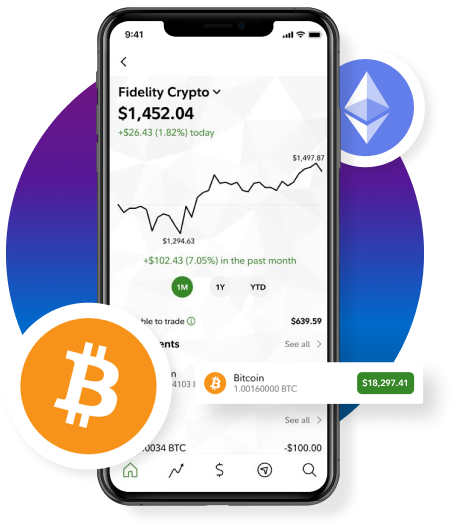 9:41
Fidelity Crypto
$1,452.04
+$26.43 (1.82%) today
$1,497.87
$1,294.63
+$102.43 (7.05%) in the past month
1M 1Y YTD
to trade $639.59
See all
Bitcoin
1.00160000 BTC
$18,297.41
See all
.0034 BTC -$100.00